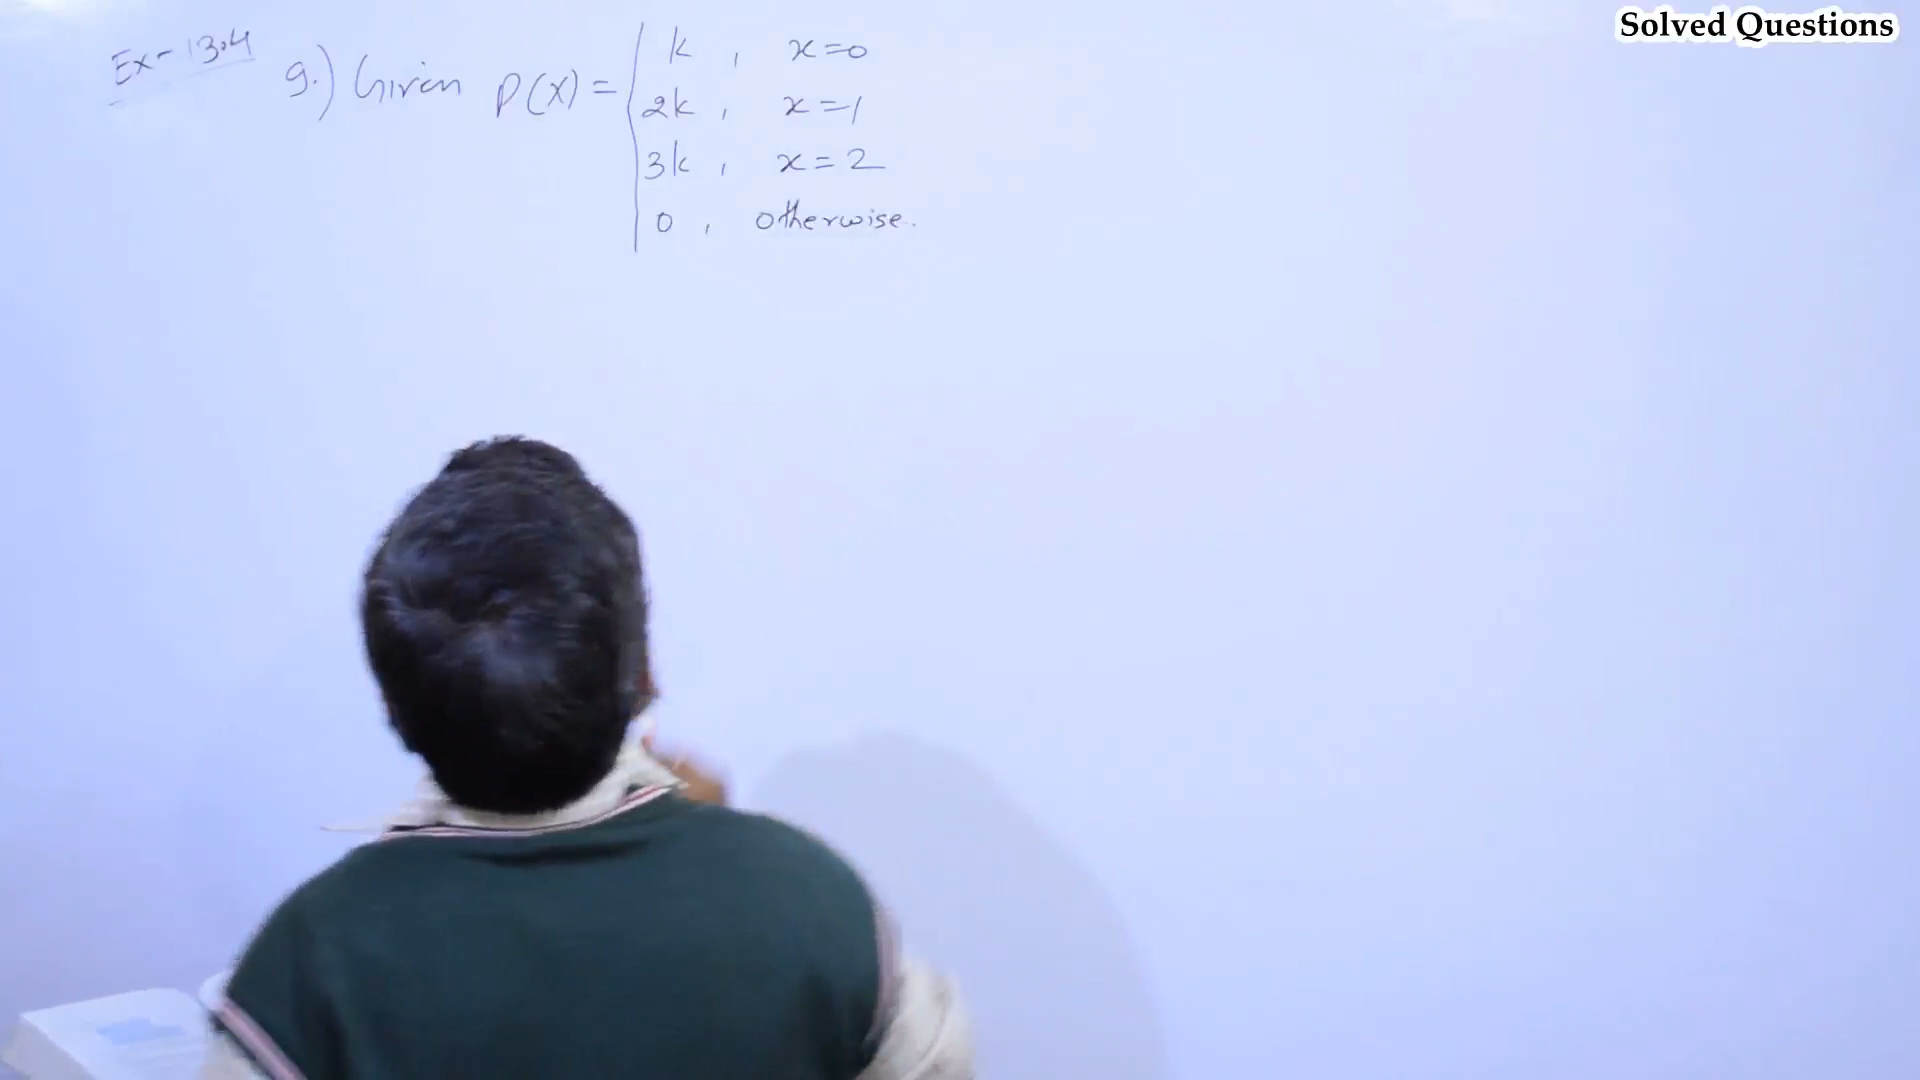 Solved Questions
Ex-13.4
9.) Given P(X) = { k , x=0
2k , x=1
3k , x=2
0 , otherwise.